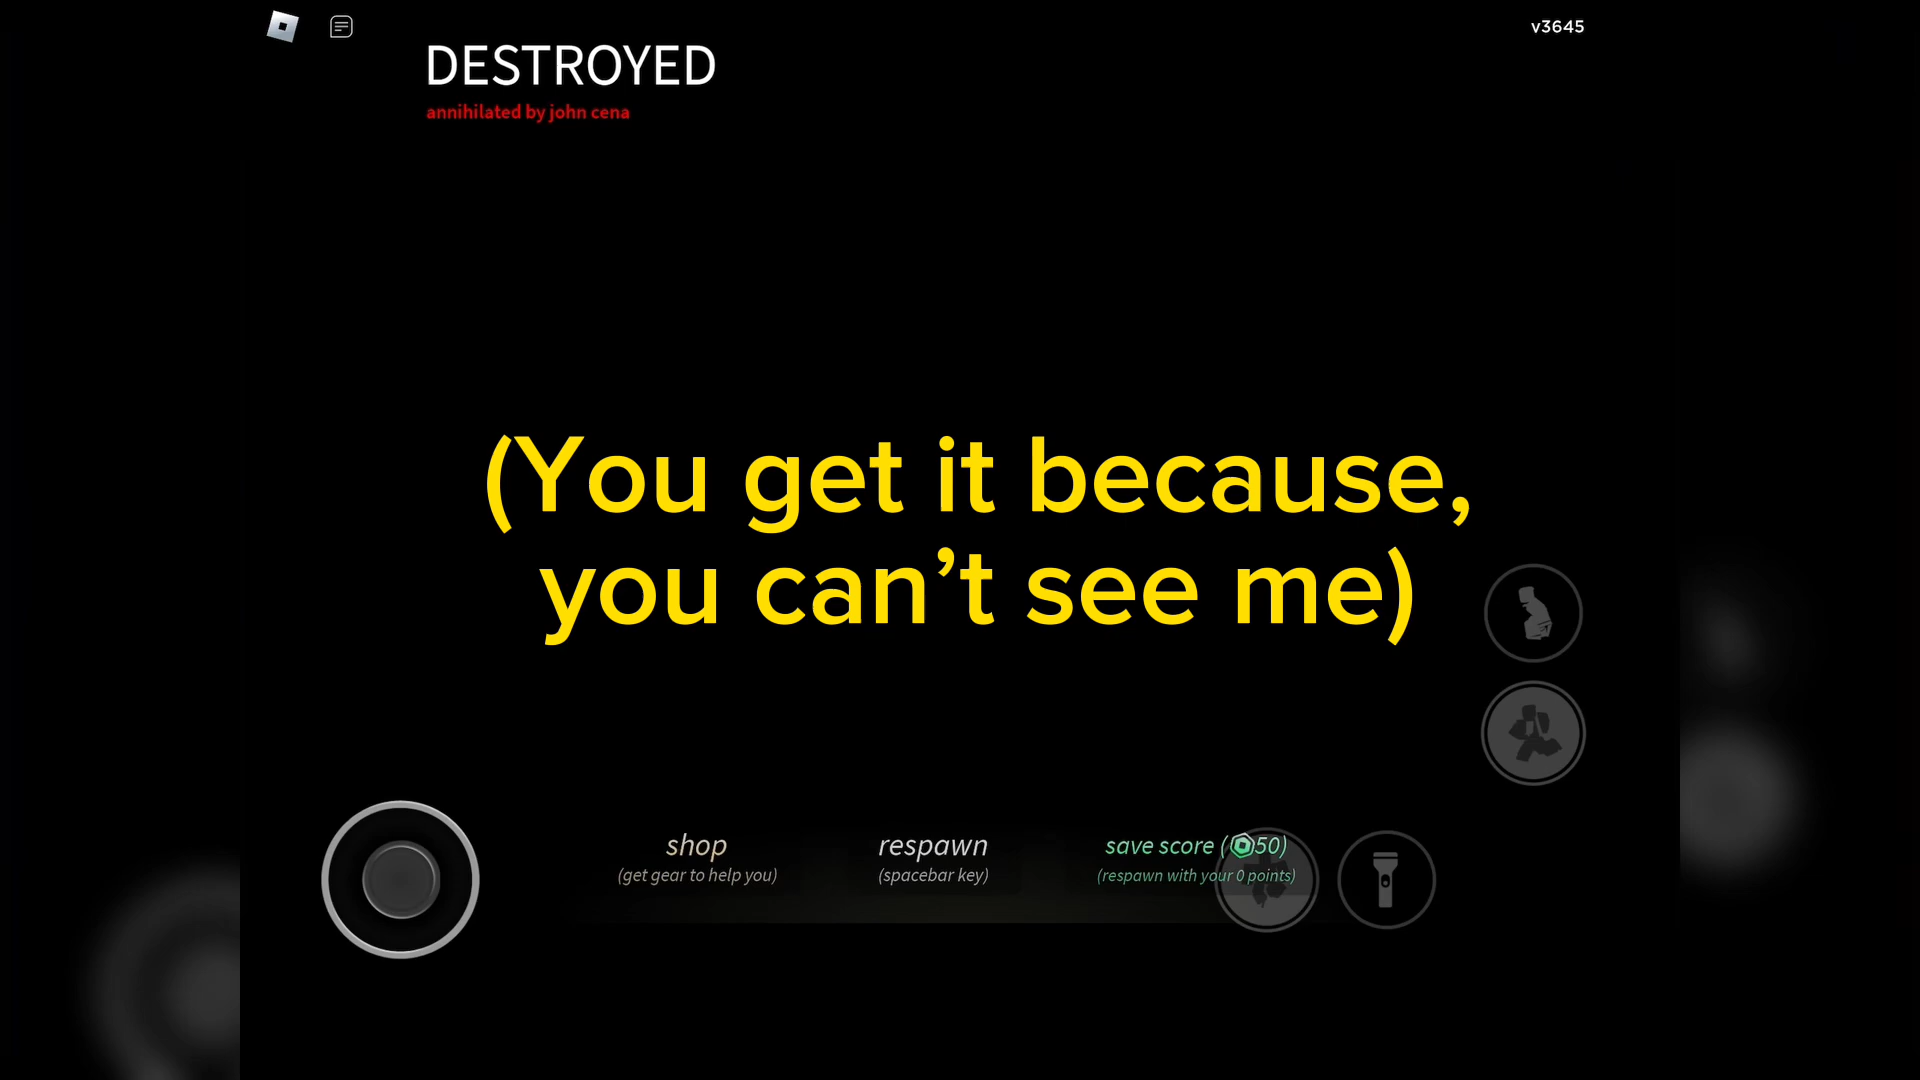 v3645
DESTROYED
annihilated by john cena
(You get it because,
you can’t see me)
shop
(get gear to help you)
respawn
(spacebar key)
save score (50)
(respawn with your 0 points)